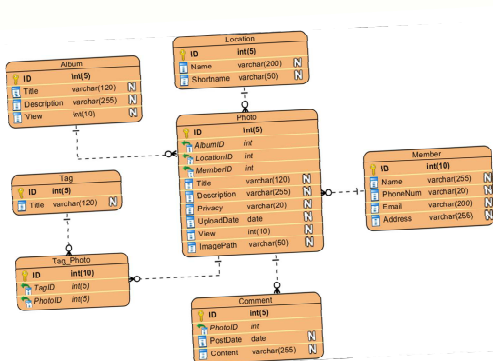 Location
ID int(5)
Name varchar(200) N
Shortname varchar(50) N
Album
ID int(5)
Title varchar(120) N
Description varchar(255) N
View int(10) N
Photo
ID int(5)
AlbumID int
LocationID int
MemberID int
Title varchar(120) N
Description varchar(255) N
Privacy varchar(20) N
UploadDate date N
View int(10) N
ImagePath varchar(50) N
Member
ID int(10)
Name varchar(255) N
PhoneNum varchar(20) N
Email varchar(200) N
Address varchar(255) N
Tag
ID int(5)
Title varchar(120) N
Tag_Photo
ID int(10)
TagID int(5)
PhotoID int(5)
Comment
ID int(5)
PhotoID int
PostDate date N
Content varchar(255) N